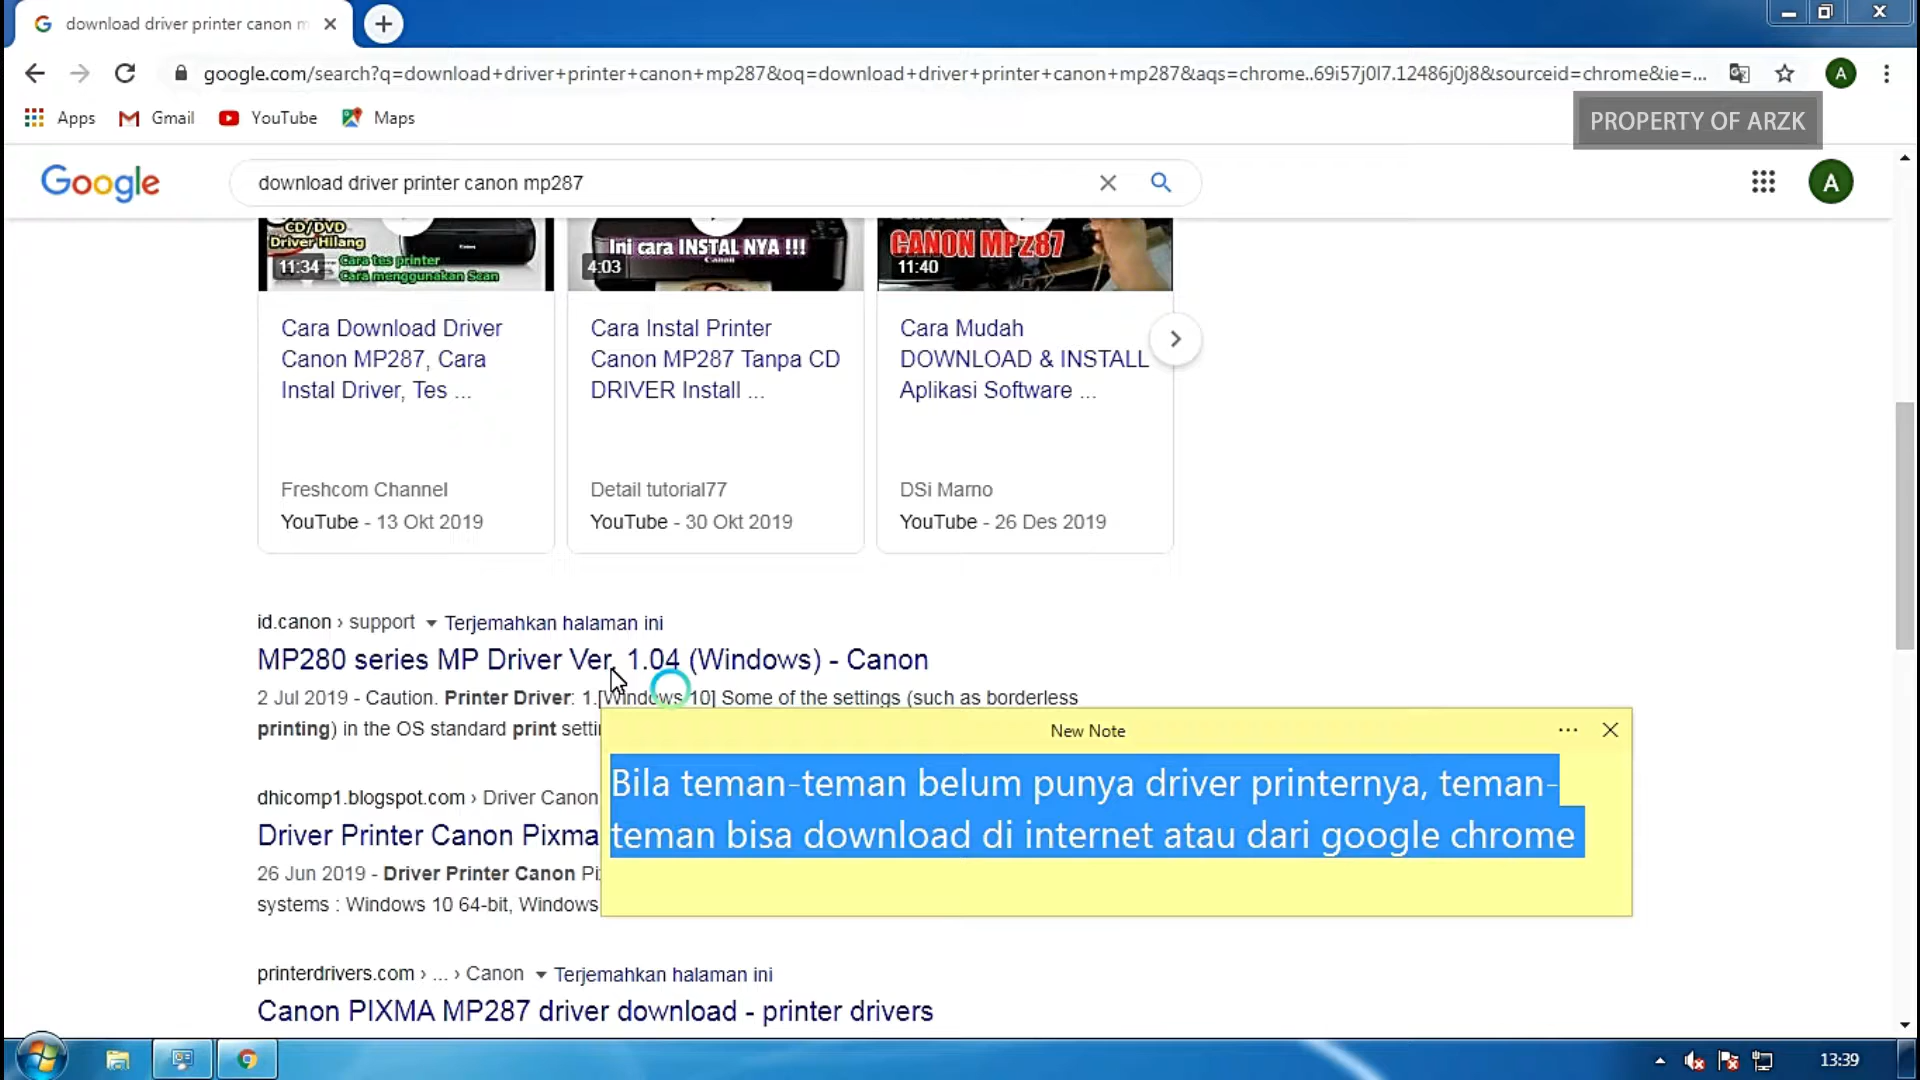 download driver printer canon m
google.com/search?q=download+driver+printer+canon+mp287&oq=download+driver+printer+canon+mp287&aqs=chrome..69i57j0l7.12486j0j8&sourceid=chrome&ie=...
A
Apps
Gmail
YouTube
Maps
PROPERTY OF ARZK
Google
download driver printer canon mp287
A
CD/DVD
Driver Hilang
Cara tes printer
Cara menggunakan Scan
11:34
Ini cara INSTAL NYA !!!
Canon
4:03
CANON MP287
11:40
Cara Download Driver
Canon MP287, Cara
Instal Driver, Tes ...
Freshcom Channel
YouTube - 13 Okt 2019
Cara Instal Printer
Canon MP287 Tanpa CD
DRIVER Install ...
Detail tutorial77
YouTube - 30 Okt 2019
Cara Mudah
DOWNLOAD & INSTALL
Aplikasi Software ...
DSi Marno
YouTube - 26 Des 2019
id.canon › support Terjemahkan halaman ini
MP280 series MP Driver Ver. 1.04 (Windows) - Canon
2 Jul 2019 - Caution. Printer Driver: 1.[Windows 10] Some of the settings (such as borderless
printing) in the OS standard print setti
New Note
Bila teman-teman belum punya driver printernya, teman-
teman bisa download di internet atau dari google chrome
dhicomp1.blogspot.com › Driver Canon
Driver Printer Canon Pixma
26 Jun 2019 - Driver Printer Canon Pi
systems : Windows 10 64-bit, Windows
printerdrivers.com › ... › Canon Terjemahkan halaman ini
Canon PIXMA MP287 driver download - printer drivers
13:39